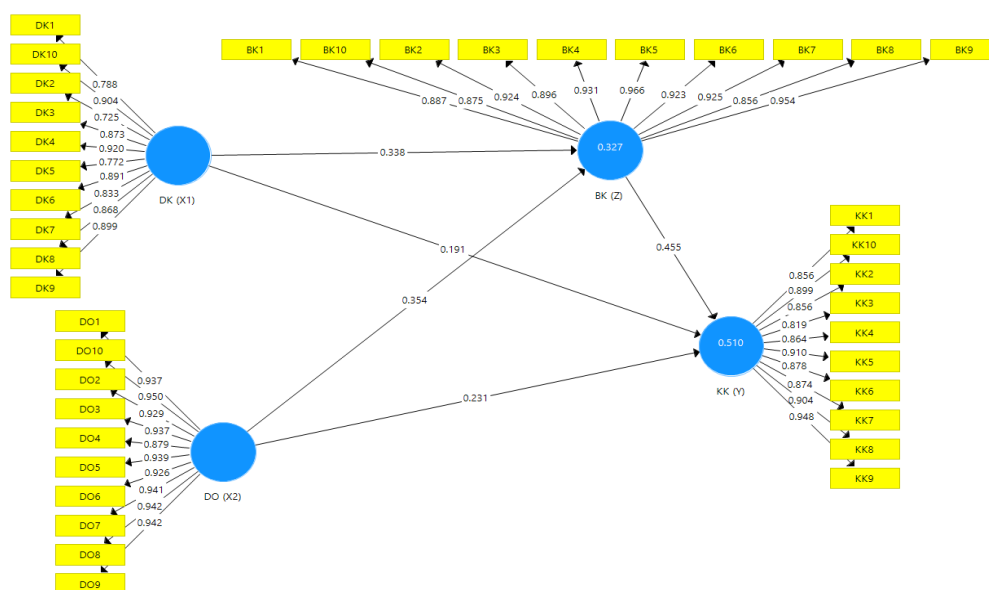 DK1
DK10
DK2
DK3
DK4
DK5
DK6
DK7
DK8
DK9
0.788
0.904
0.725
0.873
0.920
0.772
0.891
0.833
0.868
0.899
DK (X1)
BK1 BK10 BK2 BK3 BK4 BK5 BK6 BK7 BK8 BK9
0.887 0.875 0.924 0.896 0.931 0.966 0.923 0.925 0.856 0.954
0.327
BK (Z)
0.338
0.191
0.455
0.354
0.231
DO1
DO10
DO2
DO3
DO4
DO5
DO6
DO7
DO8
DO9
0.937
0.950
0.929
0.937
0.879
0.939
0.926
0.941
0.942
0.942
DO (X2)
0.510
KK (Y)
0.856
0.899
0.856
0.819
0.864
0.910
0.878
0.874
0.904
0.948
KK1
KK10
KK2
KK3
KK4
KK5
KK6
KK7
KK8
KK9